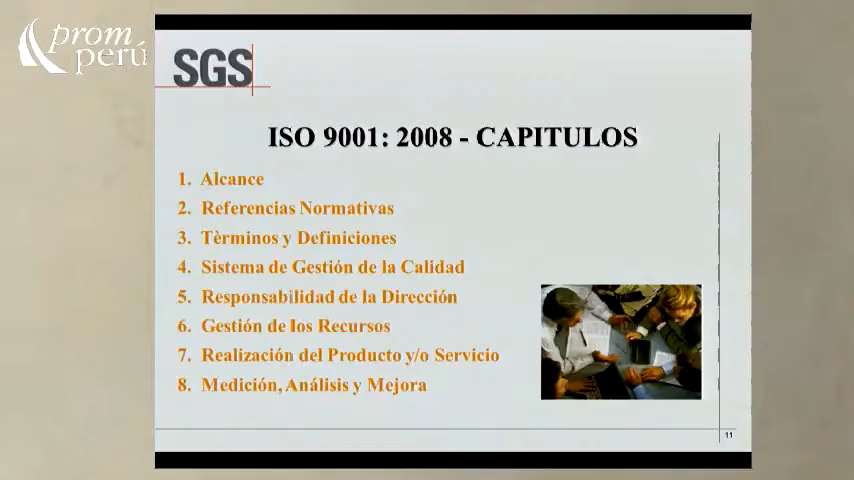 prom
perú
SGS
ISO 9001: 2008 - CAPITULOS
1. Alcance
2. Referencias Normativas
3. Tèrminos y Definiciones
4. Sistema de Gestión de la Calidad
5. Responsabilidad de la Dirección
6. Gestión de los Recursos
7. Realización del Producto y/o Servicio
8. Medición, Análisis y Mejora
11